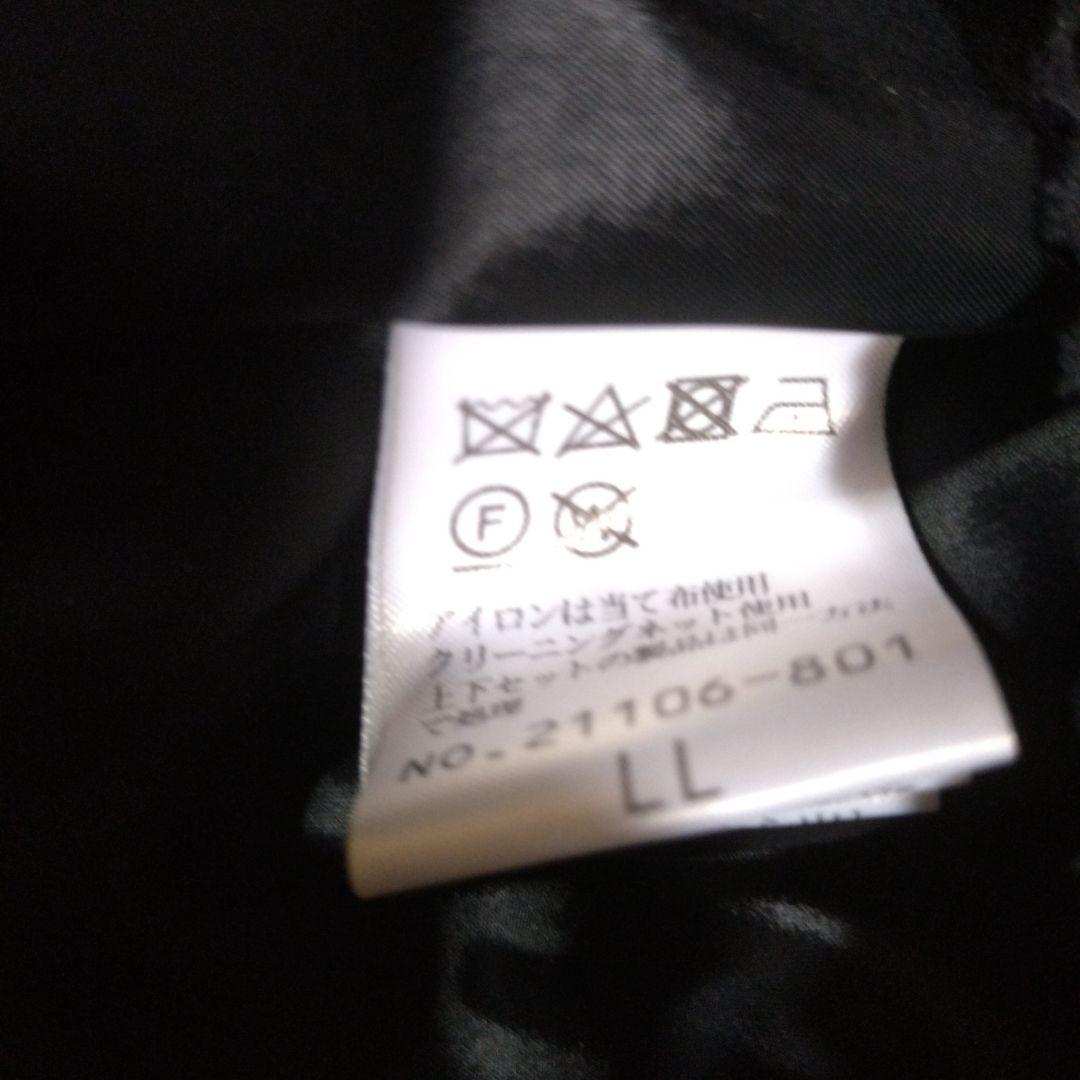 F
W
アイロンは当て布使用
クリーニングネット使用
上下セットの製品は同一方法
で処理
NO.21106-801
LL